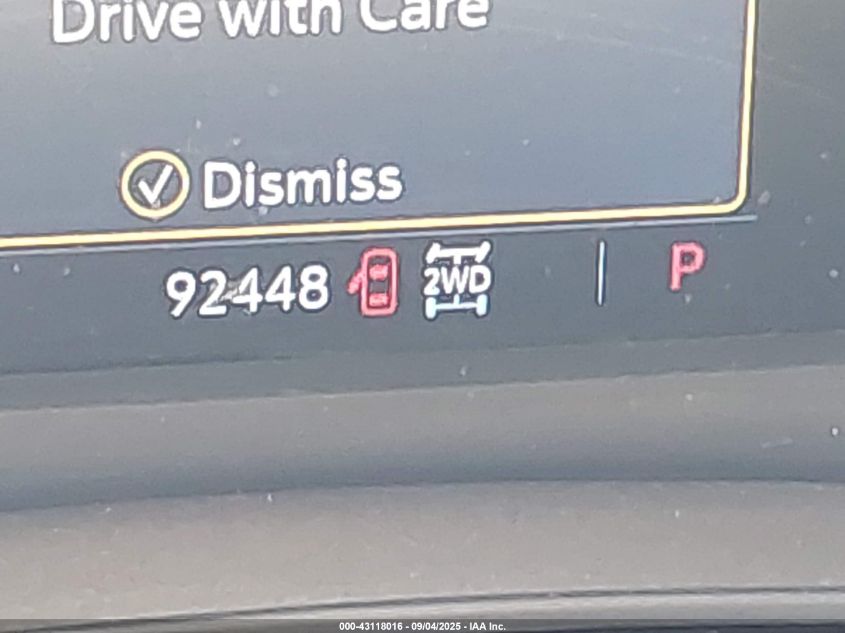 Drive with Care
Dismiss
92448 2WD P
000-43118016 - 09/04/2025 - IAA Inc.